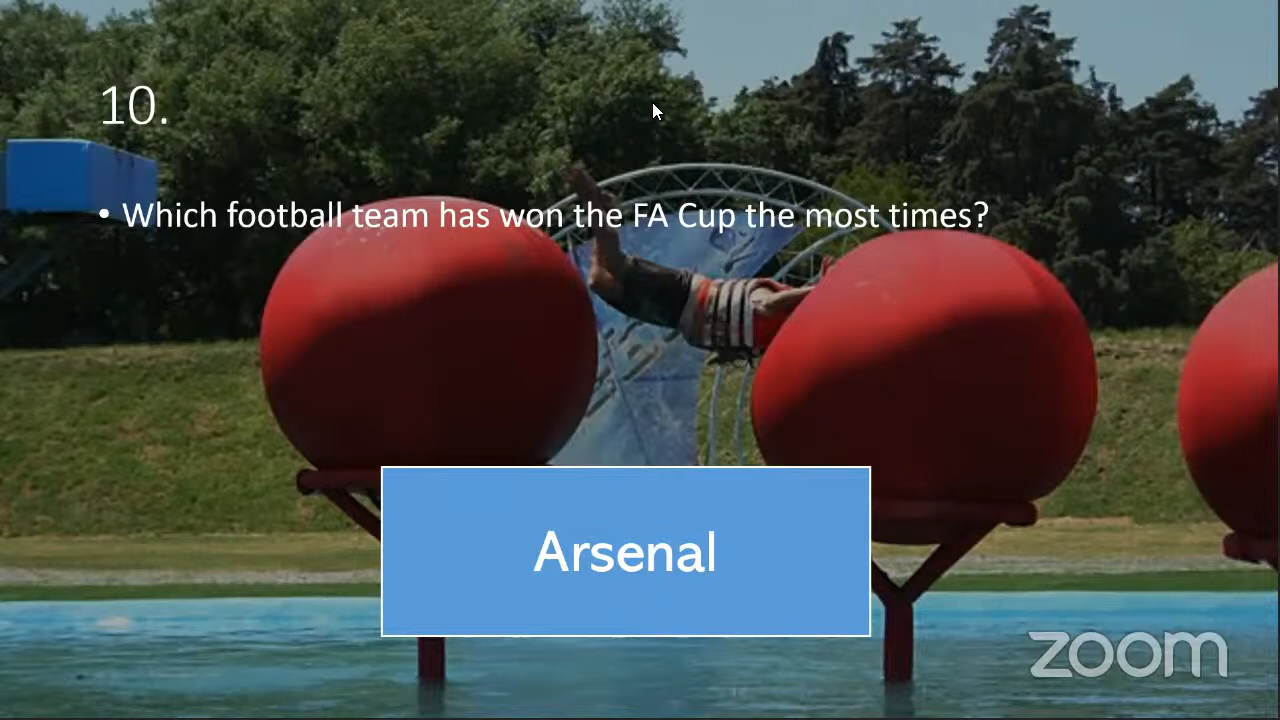 10.
• Which football team has won the FA Cup the most times?
Arsenal
zoom